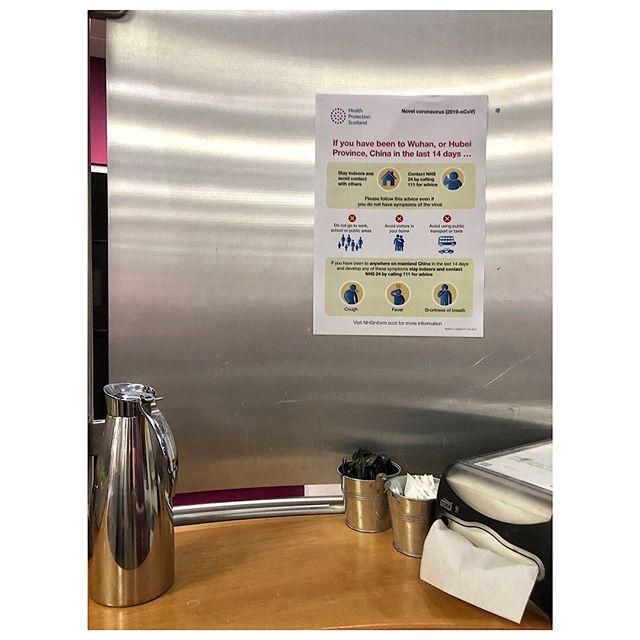 Health
Protection
Scotland
Novel coronavirus (2019-nCoV)
If you have been to Wuhan, or Hubei
Province, China in the last 14 days ...
Stay indoors and
avoid contact
with others
Contact NHS
24 by calling
111 for advice
Please follow this advice even if
you do not have symptoms of the virus
Do not go to work,
school or public areas
Avoid visitors in
your home
Avoid using public
transport or taxis
If you have been to anywhere on mainland China in the last 14 days
and develop any of these symptoms stay indoors and contact
NHS 24 by calling 111 for advice
Cough
Fever
Shortness of breath
Visit NHSinform.scot for more information